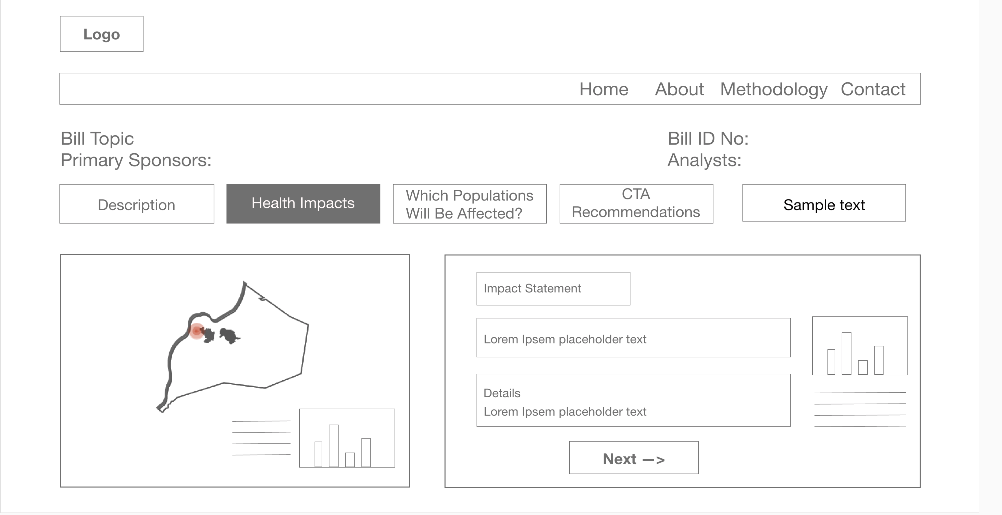 Logo
Home About Methodology Contact
Bill Topic
Primary Sponsors:
Bill ID No:
Analysts:
Description
Health Impacts
Which Populations
Will Be Affected?
CTA
Recommendations
Sample text
Impact Statement
Lorem Ipsem placeholder text
Details
Lorem Ipsem placeholder text
Next —>